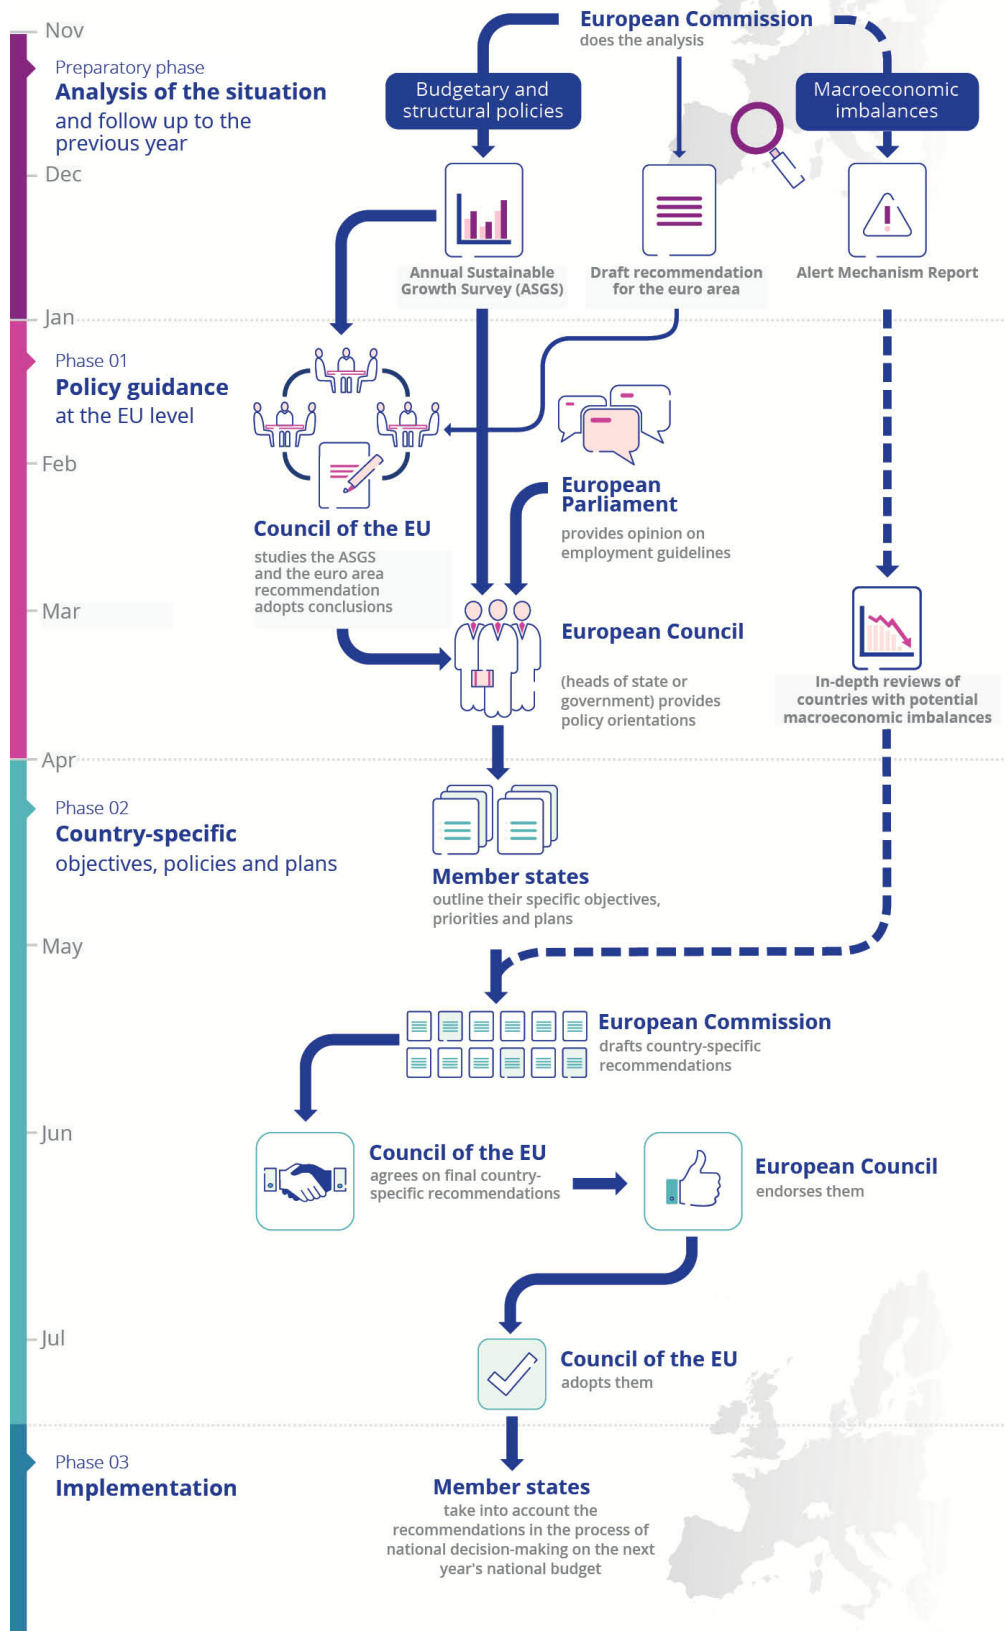 Nov
European Commission
does the analysis
Preparatory phase
Analysis of the situation
and follow up to the
previous year
Budgetary and
structural policies
Macroeconomic
imbalances
Dec
Annual Sustainable
Growth Survey (ASGS)
Draft recommendation
for the euro area
Alert Mechanism Report
Jan
Phase 01
Policy guidance
at the EU level
Feb
European
Parliament
provides opinion on
employment guidelines
Council of the EU
studies the ASGS
and the euro area
recommendation
adopts conclusions
Mar
European Council
(heads of state or
government) provides
policy orientations
In-depth reviews of
countries with potential
macroeconomic imbalances
Apr
Phase 02
Country-specific
objectives, policies and plans
Member states
outline their specific objectives,
priorities and plans
May
European Commission
drafts country-specific
recommendations
Jun
Council of the EU
agrees on final country-
specific recommendations
European Council
endorses them
Jul
Council of the EU
adopts them
Phase 03
Implementation
Member states
take into account the
recommendations in the process of
national decision-making on the next
year's national budget